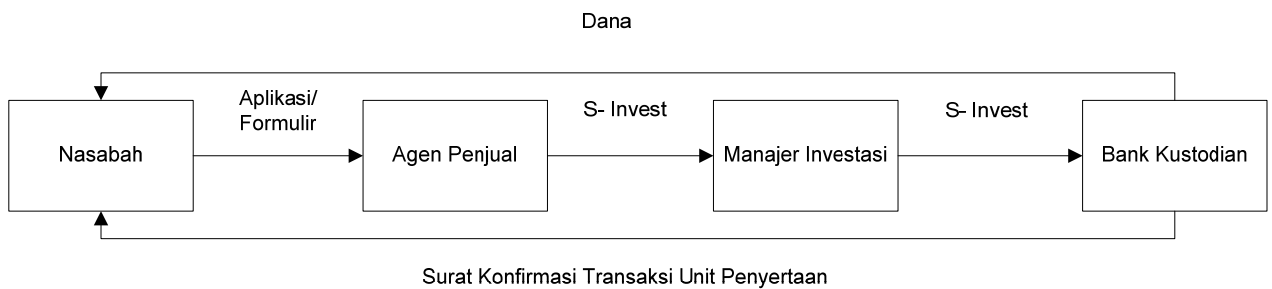 Dana
Aplikasi/
Formulir
S- Invest
S- Invest
Nasabah
Agen Penjual
Manajer Investasi
Bank Kustodian
Surat Konfirmasi Transaksi Unit Penyertaan